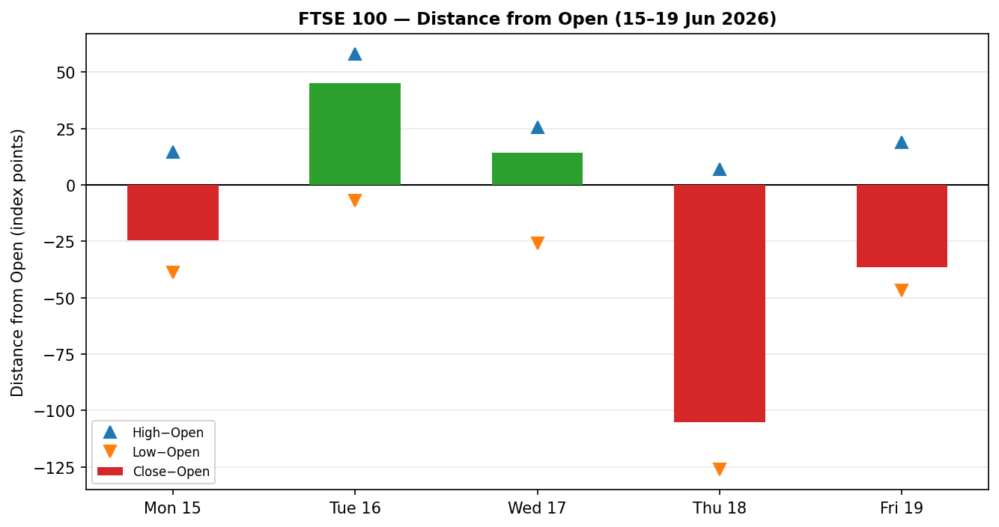 FTSE 100 — Distance from Open (15–19 Jun 2026)
Distance from Open (index points)
50
25
0
−25
−50
−75
−100
−125
High−Open
Low−Open
Close−Open
Mon 15 Tue 16 Wed 17 Thu 18 Fri 19